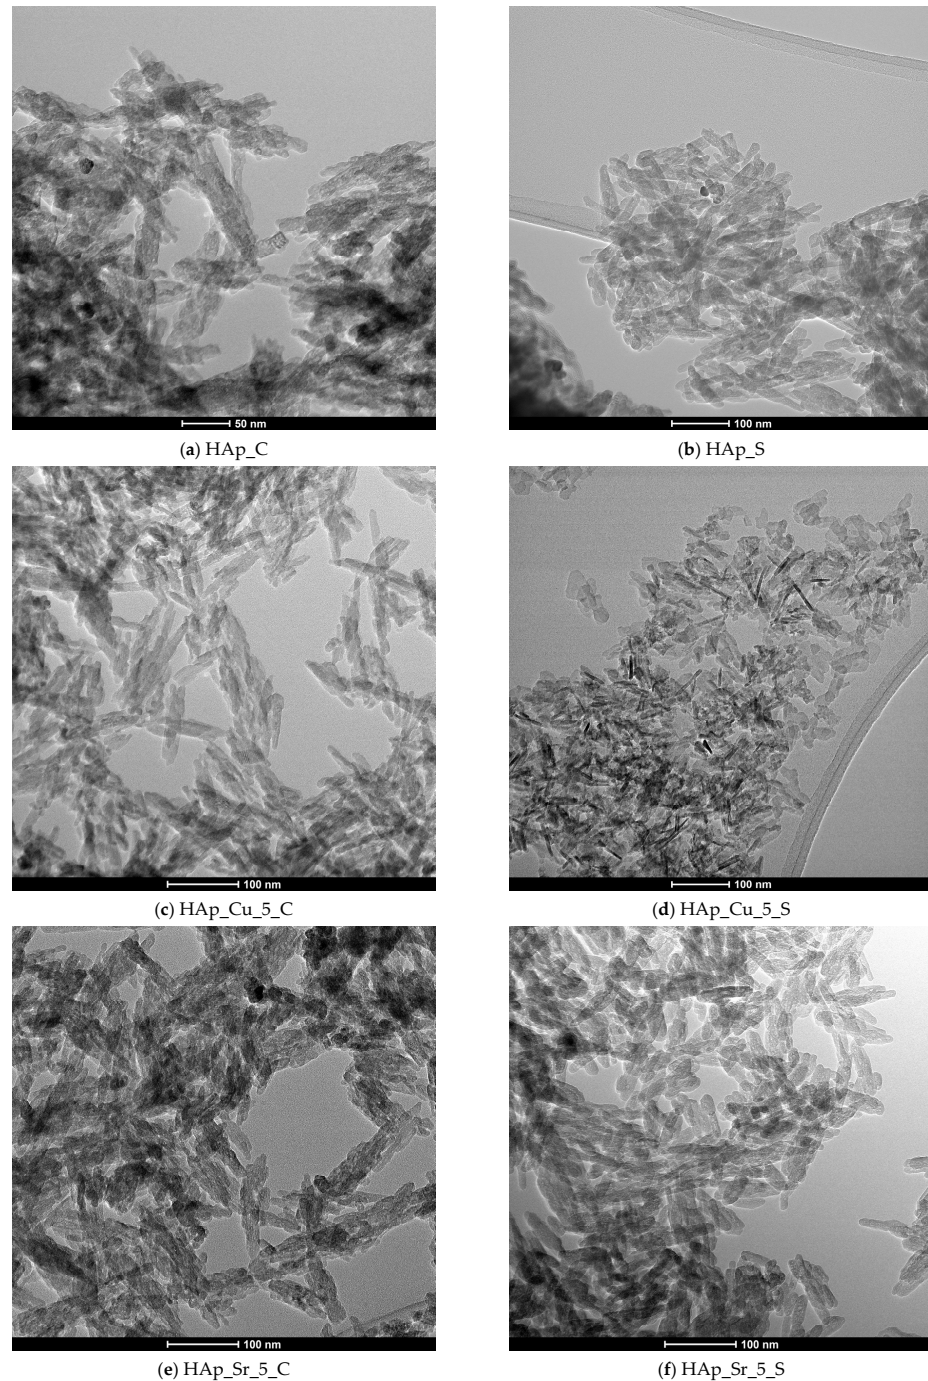 50 nm
100 nm
(a) HAp_C
(b) HAp_S
100 nm
100 nm
(c) HAp_Cu_5_C
(d) HAp_Cu_5_S
100 nm
100 nm
(e) HAp_Sr_5_C
(f) HAp_Sr_5_S